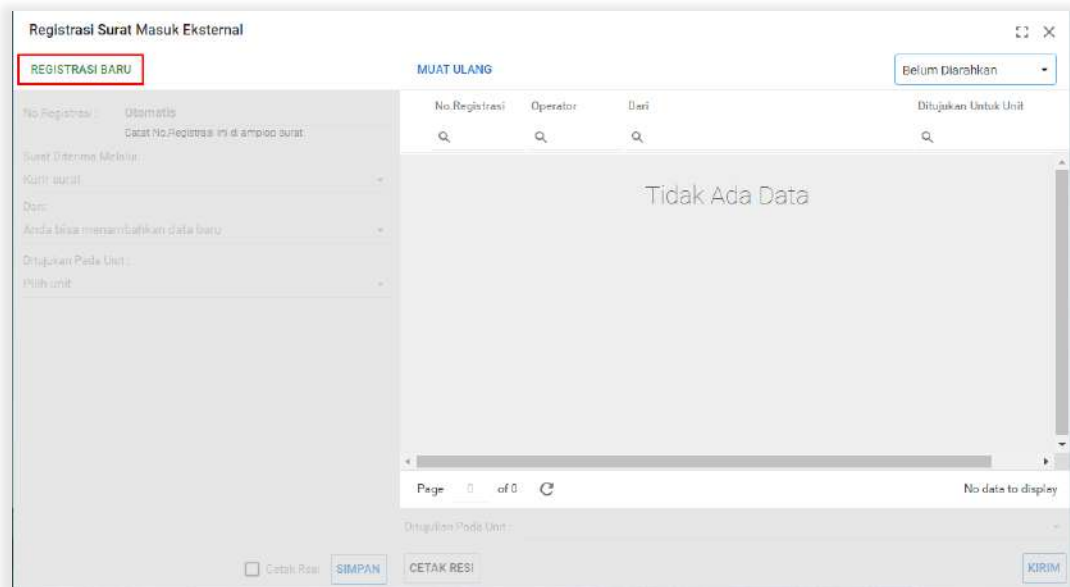 Registrasi Surat Masuk Eksternal
REGISTRASI BARU
MUAT ULANG
Belum Diarahkan
No.Registrasi : Otomatis
Catat No.Registrasi ini di amplop surat
Surat Diterima Melalui :
Kurir surat
Dari:
Anda bisa menambahkan data baru
Ditujukan Pada Unit :
Pilih unit
No.Registrasi Operator Dari Ditujukan Untuk Unit
Tidak Ada Data
Page 0 of 0 No data to display
Ditujukan Pada Unit :
Cetak Resi SIMPAN CETAK RESI KIRIM